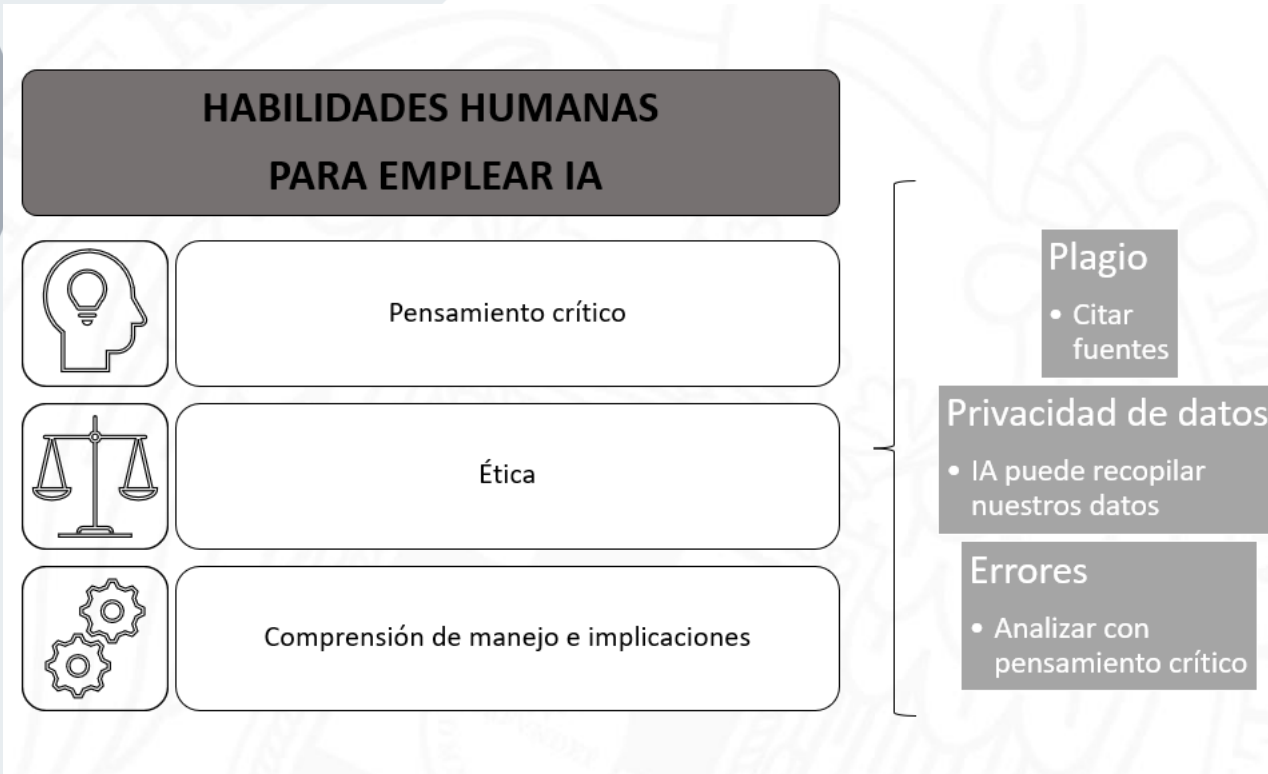 HABILIDADES HUMANAS
PARA EMPLEAR IA
Pensamiento crítico
Ética
Comprensión de manejo e implicaciones
Plagio
• Citar
fuentes
Privacidad de datos
• IA puede recopilar
nuestros datos
Errores
• Analizar con
pensamiento crítico